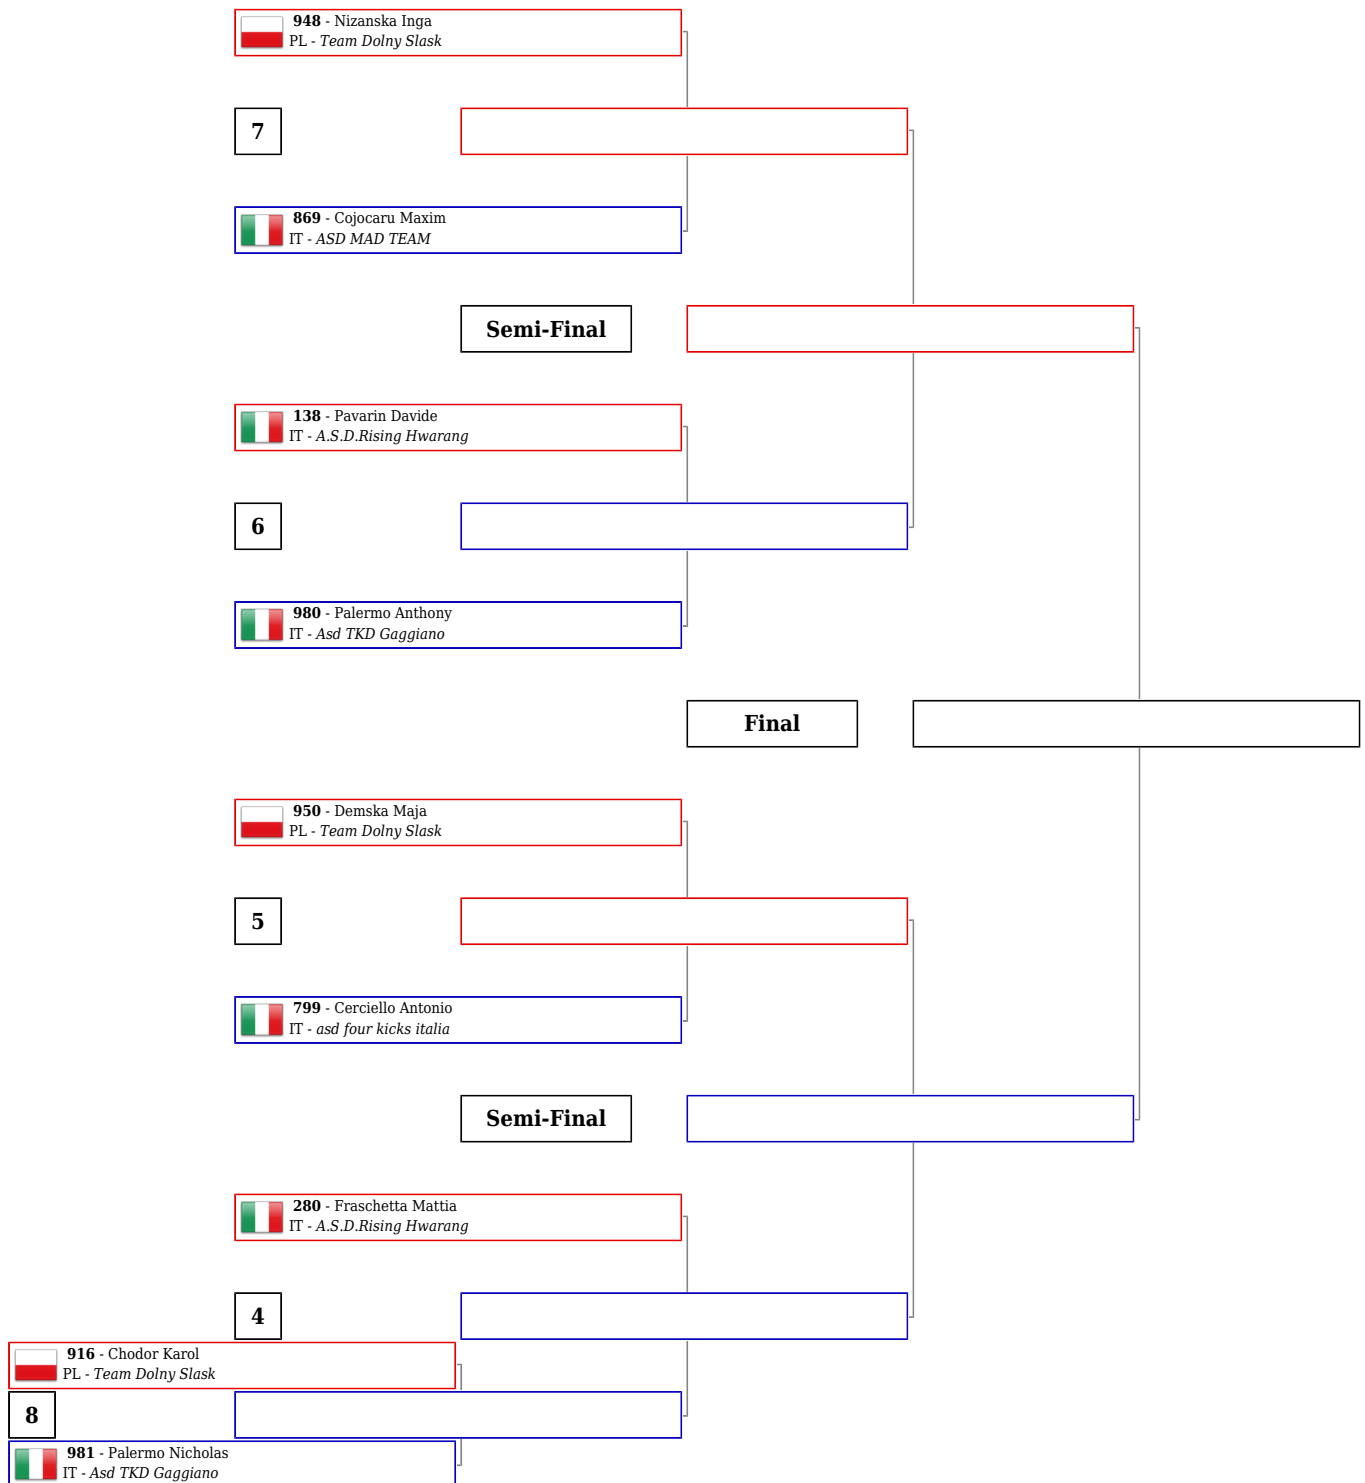 948 - Nizanska Inga
PL - Team Dolny Slask
7
869 - Cojocaru Maxim
IT - ASD MAD TEAM
Semi-Final
138 - Pavarin Davide
IT - A.S.D.Rising Hwarang
6
980 - Palermo Anthony
IT - Asd TKD Gaggiano
Final
950 - Demska Maja
PL - Team Dolny Slask
5
799 - Cerciello Antonio
IT - asd four kicks italia
Semi-Final
280 - Fraschetta Mattia
IT - A.S.D.Rising Hwarang
4
916 - Chodor Karol
PL - Team Dolny Slask
8
981 - Palermo Nicholas
IT - Asd TKD Gaggiano